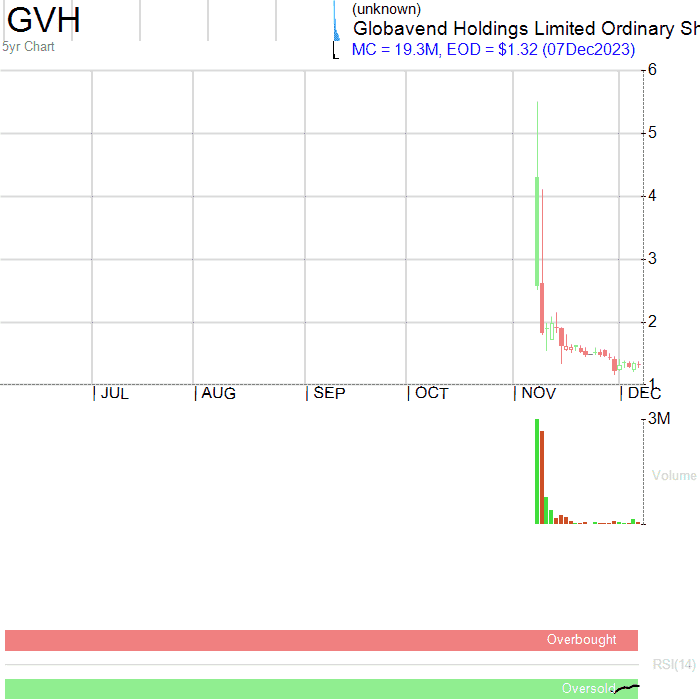 GVH
5yr Chart
(unknown)
Globavend Holdings Limited Ordinary Sh
MC = 19.3M, EOD = $1.32 (07Dec2023)
6
5
4
3
2
1
JUL
AUG
SEP
OCT
NOV
DEC
3M
Volume
Overbought
RSI(14)
Oversold